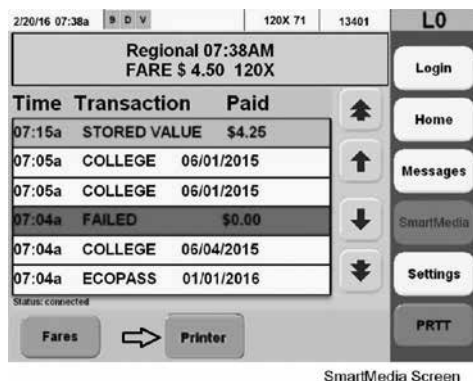 2/20/16 07:38a 9 D V 120X 71 13401 L0
Regional 07:38AM
FARE $ 4.50 120X
Time Transaction Paid
07:15a STORED VALUE $4.25
07:05a COLLEGE 06/01/2015
07:05a COLLEGE 06/01/2015
07:04a FAILED $0.00
07:04a COLLEGE 06/04/2015
07:04a ECOPASS 01/01/2016
Status: connected
Fares
Printer
Login
Home
Messages
SmartMedia
Settings
PRTT
SmartMedia Screen